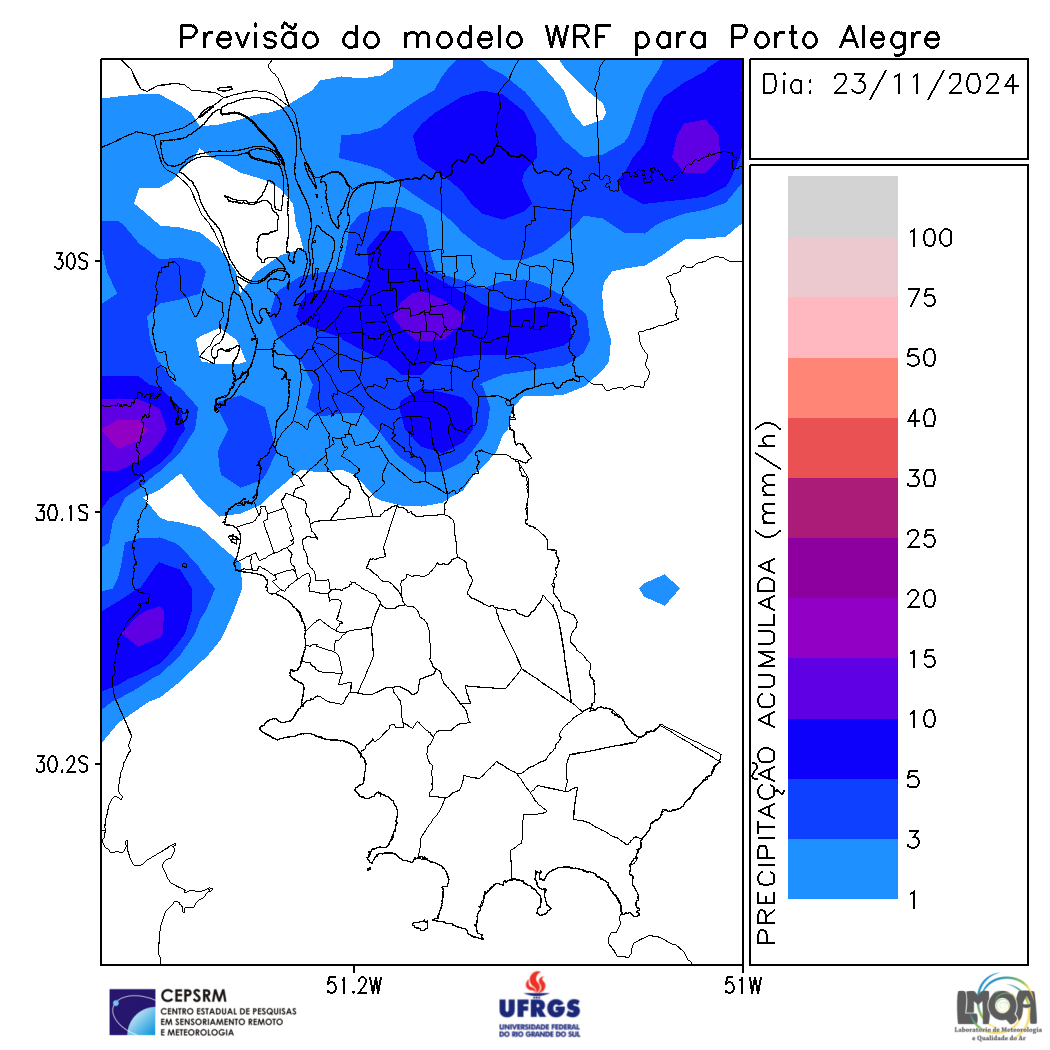 Previsão do modelo WRF para Porto Alegre
Dia: 23/11/2024
30S
30.1S
30.2S
51.2W
51W
PRECIPITAÇÃO ACUMULADA (mm/h)
100
75
50
40
30
25
20
15
10
5
3
1
CEPSRM
CENTRO ESTADUAL DE PESQUISAS
EM SENSORIAMENTO REMOTO
E METEOROLOGIA
UFRGS
UNIVERSIDADE FEDERAL
DO RIO GRANDE DO SUL
LMQA
Laboratório de Meteorologia
e Qualidade do Ar